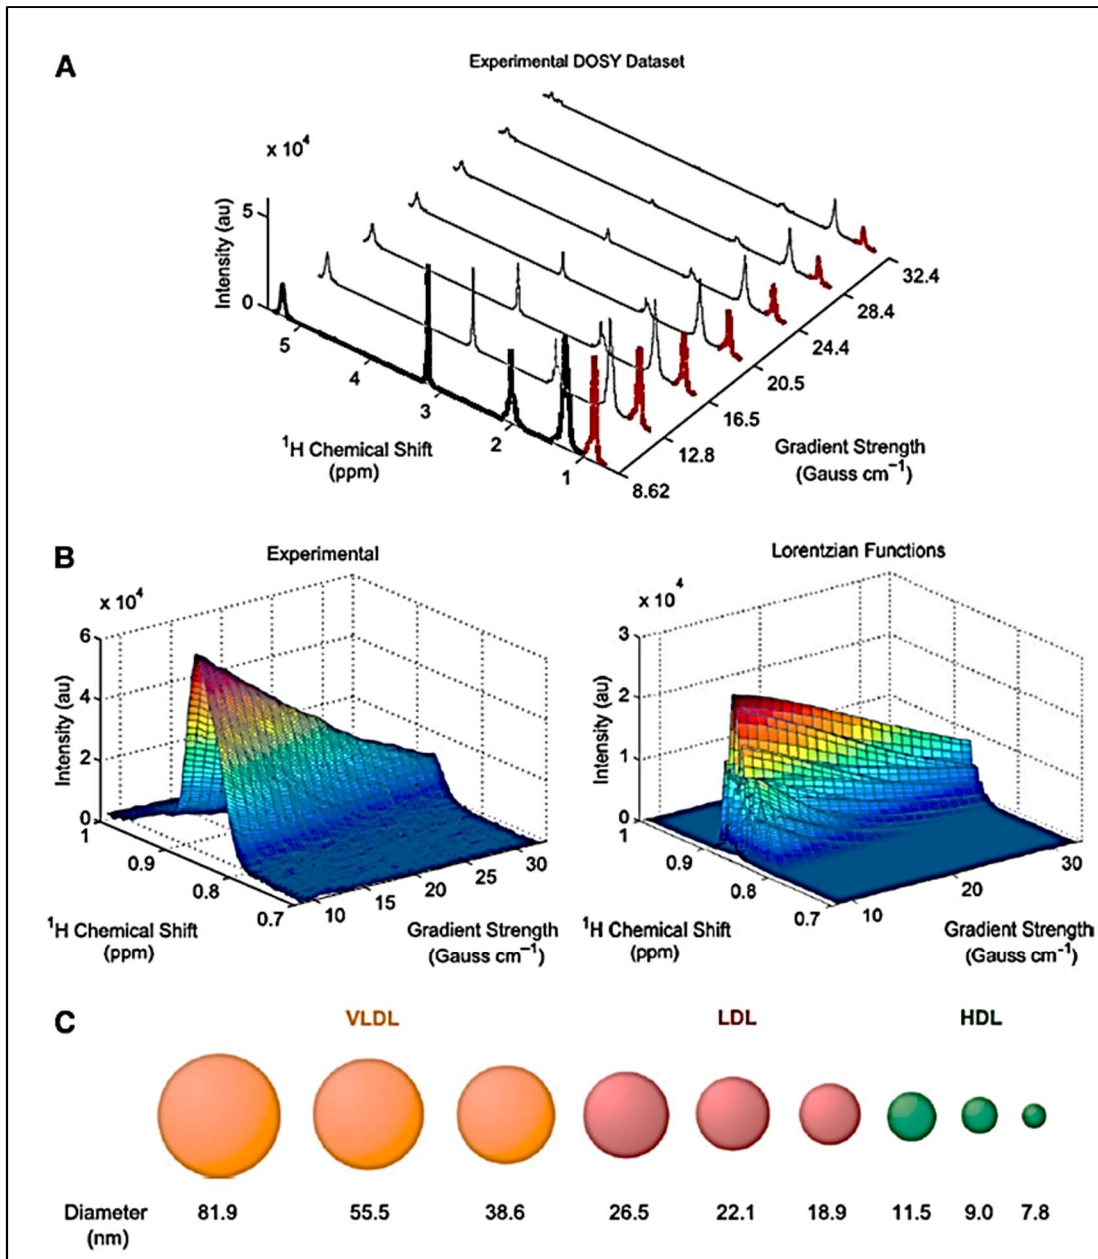 A
Experimental DOSY Dataset
x 10⁴
Intensity (au)
5
0
5
4
3
2
1
¹H Chemical Shift
(ppm)
8.62
12.8
16.5
20.5
24.4
28.4
32.4
Gradient Strength
(Gauss cm⁻¹)
B
Experimental
x 10⁴
Intensity (au)
6
4
2
0
1
0.9
0.8
0.7
¹H Chemical Shift
(ppm)
10
15
20
25
30
Gradient Strength
(Gauss cm⁻¹)
Lorentzian Functions
x 10⁴
Intensity (au)
3
2
1
0
1
0.9
0.8
0.7
¹H Chemical Shift
(ppm)
10
20
30
Gradient Strength
(Gauss cm⁻¹)
C
VLDL LDL HDL
Diameter 81.9 55.5 38.6 26.5 22.1 18.9 11.5 9.0 7.8
(nm)